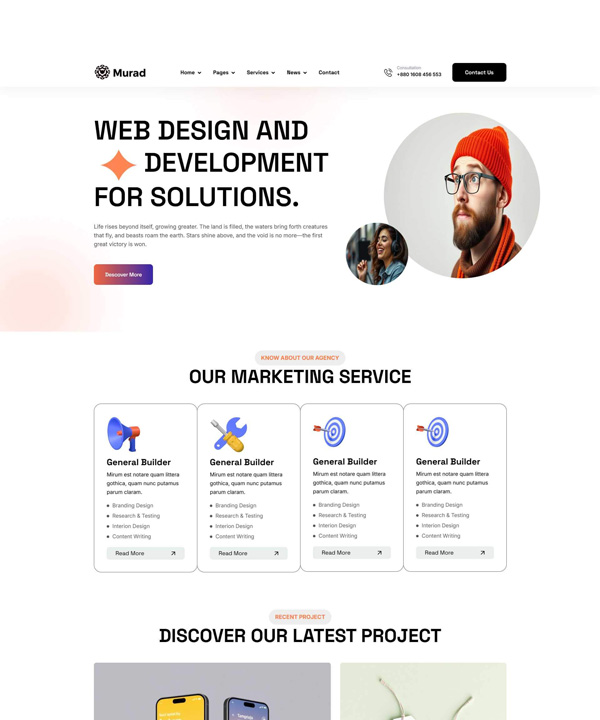 Murad
Home Pages Services News Contact
Consultation
+880 1608 456 553
Contact Us
WEB DESIGN AND
DEVELOPMENT
FOR SOLUTIONS.
Life rises beyond itself, growing greater. The land is filled, the waters bring forth creatures
that fly, and beasts roam the earth. Stars shine above, and the void is no more—the first
great victory is won.
Descover More
KNOW ABOUT OUR AGENCY
OUR MARKETING SERVICE
General Builder
Mirum est notare quam littera
gothica, quam nunc putamus
parum claram.
Branding Design
Research & Testing
Interion Design
Content Writing
Read More
General Builder
Mirum est notare quam littera
gothica, quam nunc putamus
parum claram.
Branding Design
Research & Testing
Interion Design
Content Writing
Read More
General Builder
Mirum est notare quam littera
gothica, quam nunc putamus
parum claram.
Branding Design
Research & Testing
Interion Design
Content Writing
Read More
General Builder
Mirum est notare quam littera
gothica, quam nunc putamus
parum claram.
Branding Design
Research & Testing
Interion Design
Content Writing
Read More
RECENT PROJECT
DISCOVER OUR LATEST PROJECT